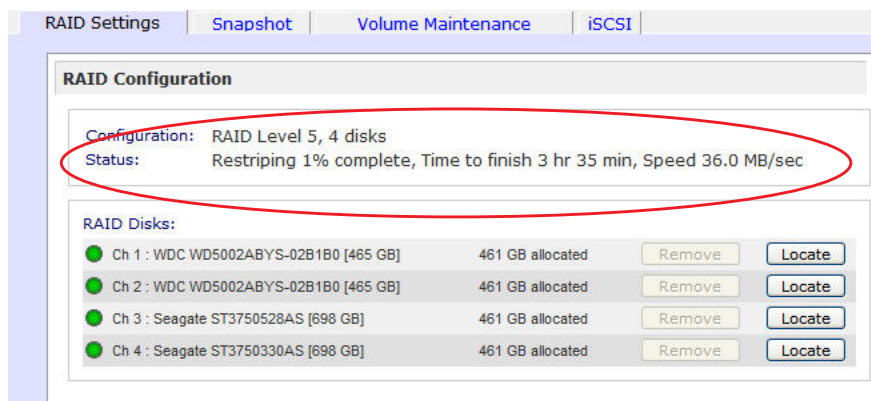 RAID Settings Snapshot Volume Maintenance iSCSI
RAID Configuration
Configuration: RAID Level 5, 4 disks
Status: Restriping 1% complete, Time to finish 3 hr 35 min, Speed 36.0 MB/sec
RAID Disks:
Ch 1 : WDC WD5002ABYS-02B1B0 [465 GB] 461 GB allocated Remove Locate
Ch 2 : WDC WD5002ABYS-02B1B0 [465 GB] 461 GB allocated Remove Locate
Ch 3 : Seagate ST3750528AS [698 GB] 461 GB allocated Remove Locate
Ch 4 : Seagate ST3750330AS [698 GB] 461 GB allocated Remove Locate